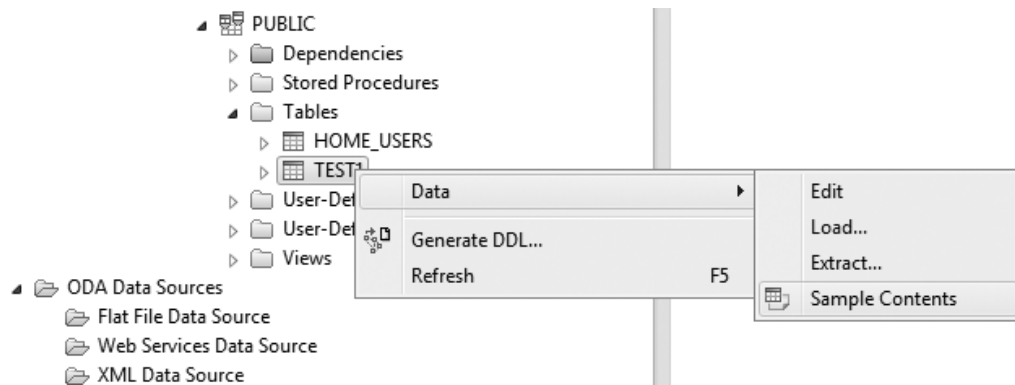 PUBLIC
Dependencies
Stored Procedures
Tables
HOME_USERS
TEST1
Data
Edit
User-Def
Load...
User-Def
Generate DDL...
Extract...
Views
Refresh F5
Sample Contents
ODA Data Sources
Flat File Data Source
Web Services Data Source
XML Data Source